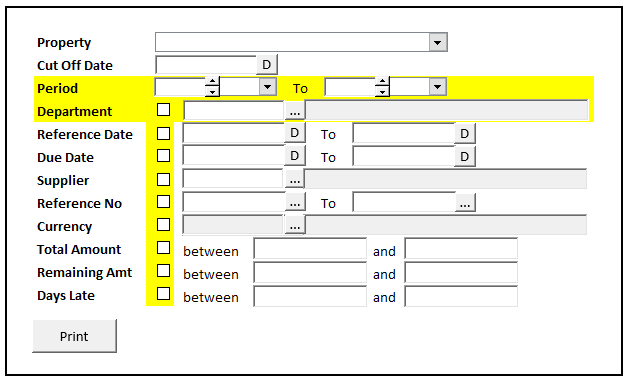 Property
Cut Off Date D
Period To
Department ...
Reference Date D To D
Due Date D To D
Supplier ...
Reference No ... To ...
Currency ...
Total Amount between and
Remaining Amt between and
Days Late between and
Print